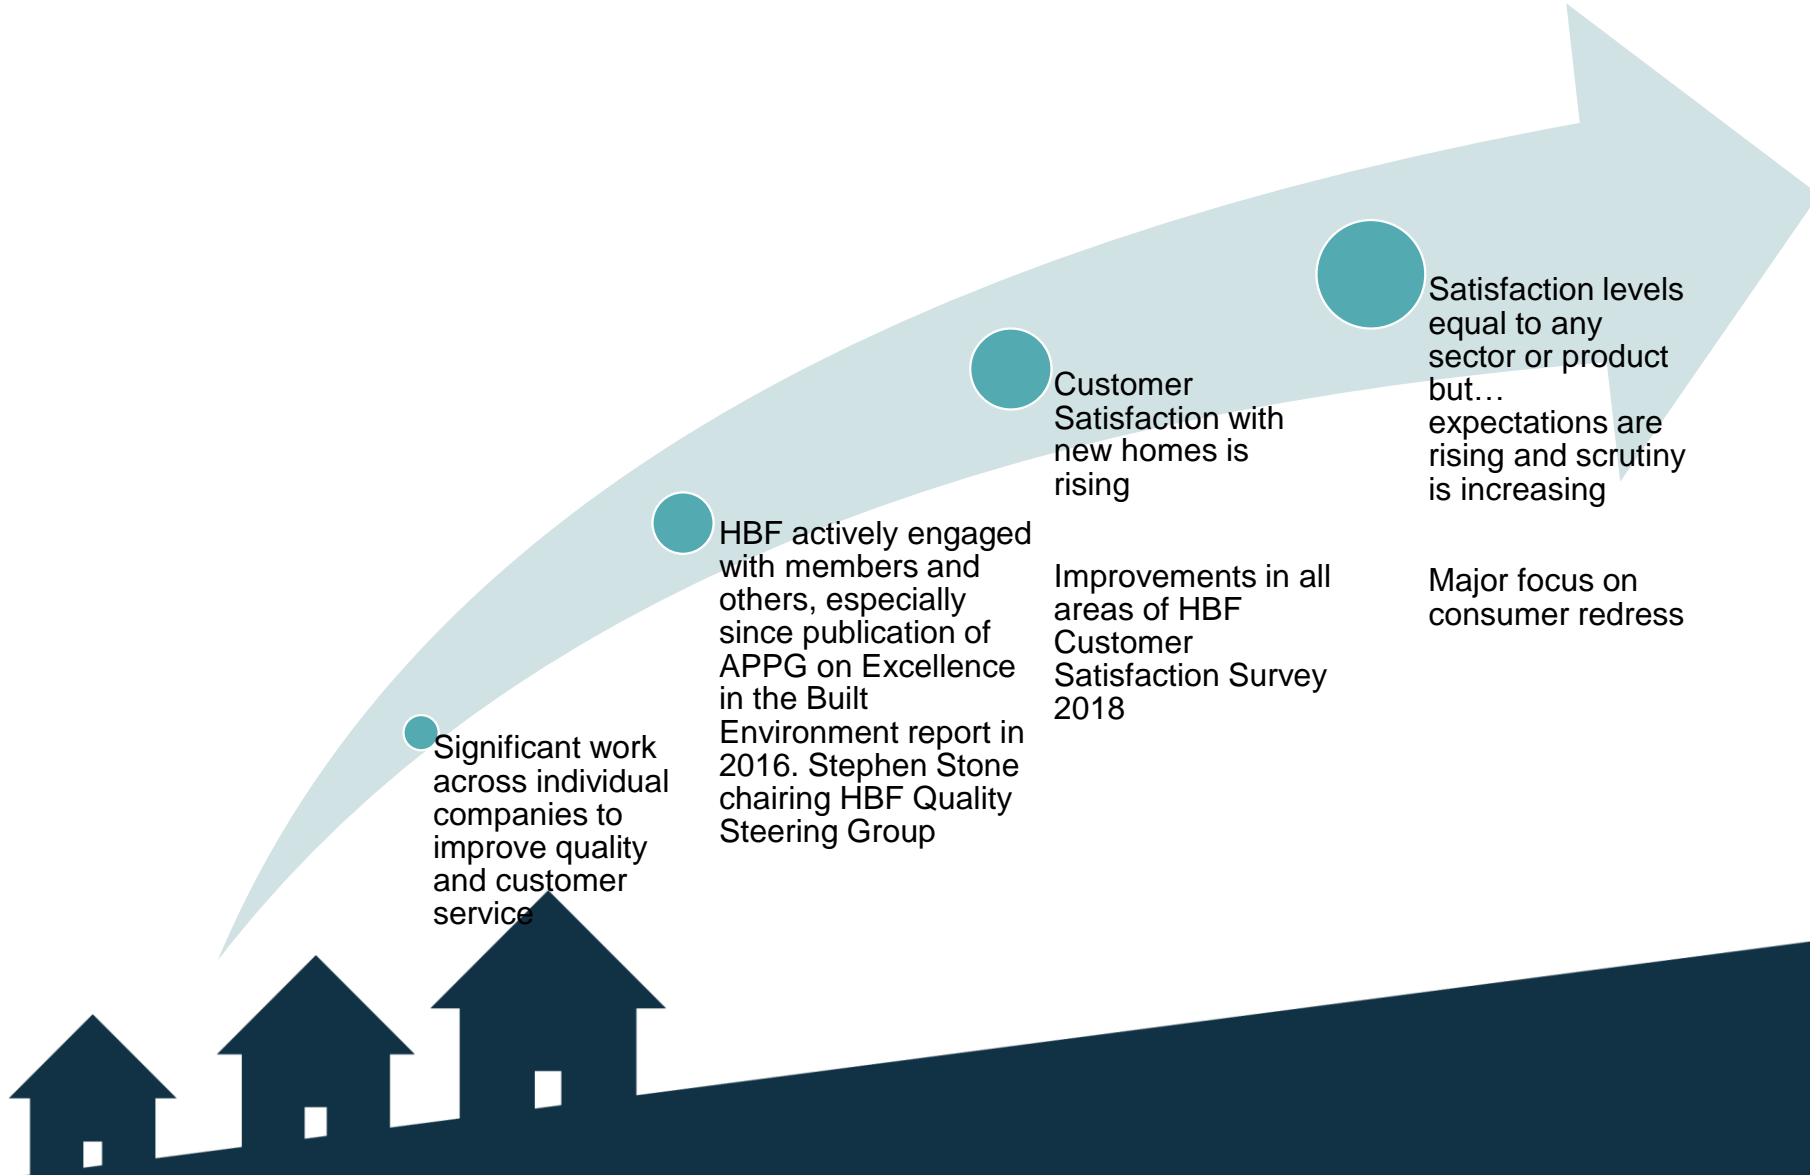 Significant work
across individual
companies to
improve quality
and customer
service
HBF actively engaged
with members and
others, especially
since publication of
APPG on Excellence
in the Built
Environment report in
2016. Stephen Stone
chairing HBF Quality
Steering Group
Customer
Satisfaction with
new homes is
rising
Improvements in all
areas of HBF
Customer
Satisfaction Survey
2018
Satisfaction levels
equal to any
sector or product
but…
expectations are
rising and scrutiny
is increasing
Major focus on
consumer redress